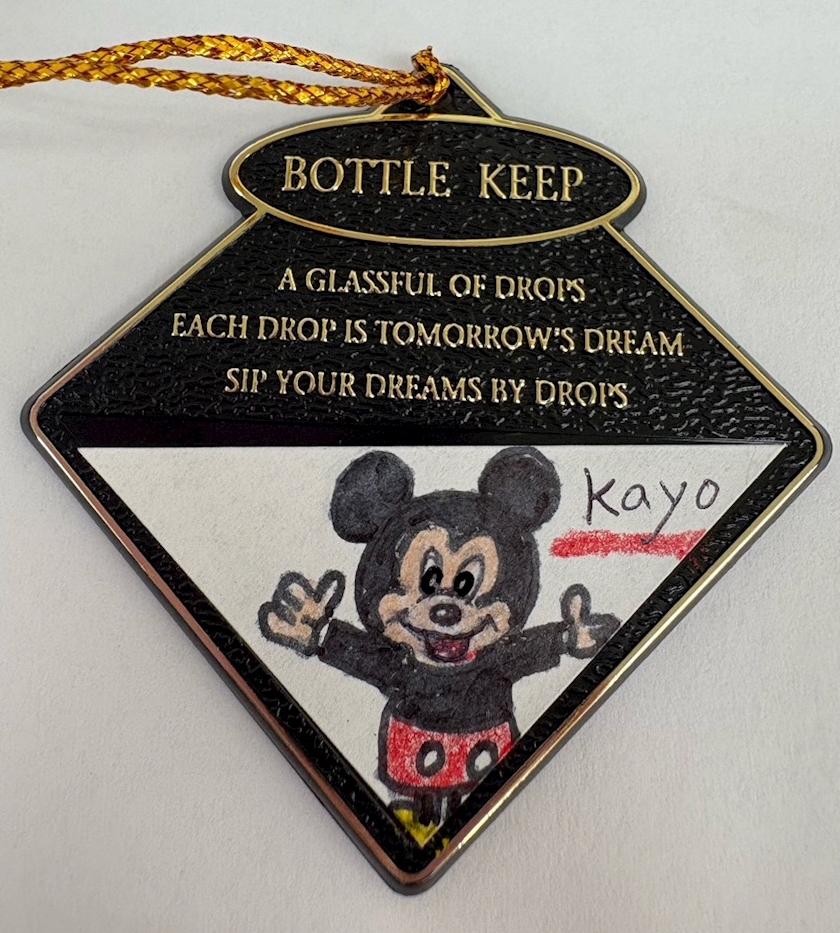 BOTTLE KEEP
A GLASSFUL OF DROPS
EACH DROP IS TOMORROW'S DREAM
SIP YOUR DREAMS BY DROPS
Kayo